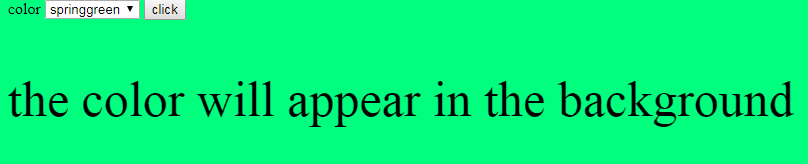 color springgreen click
the color will appear in the background